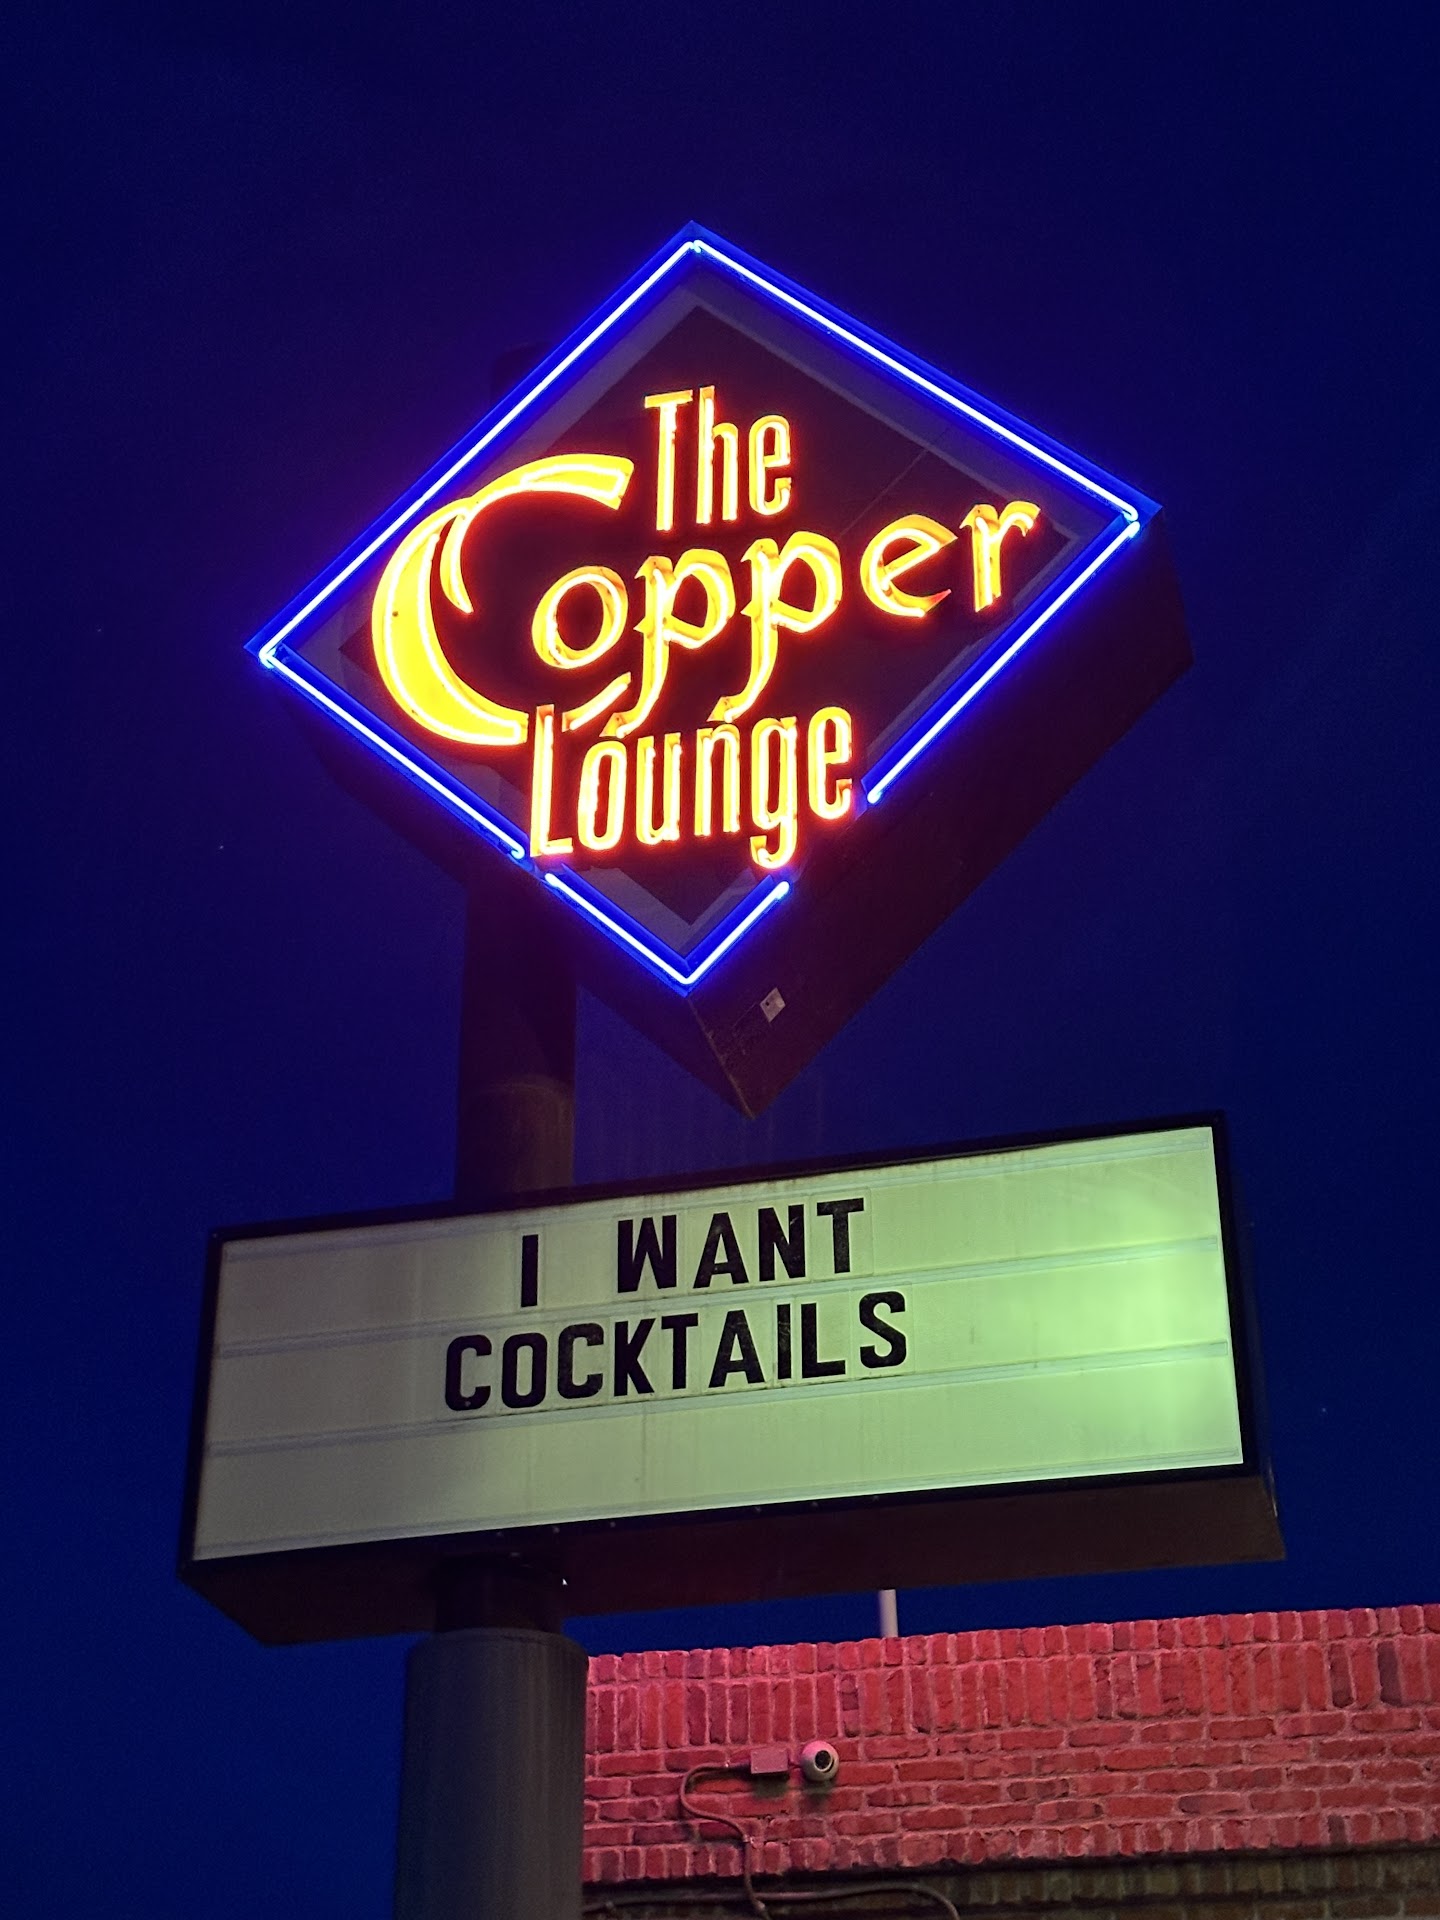 The
Copper
Lounge
I WANT
COCKTAILS